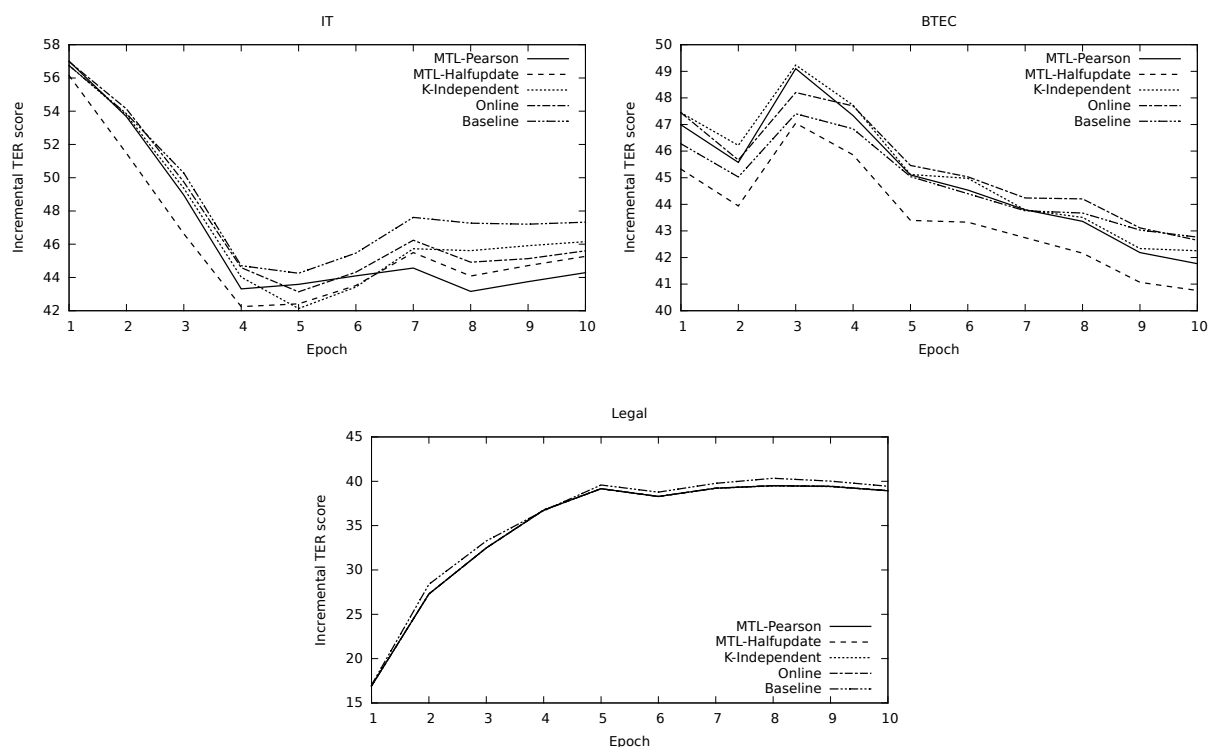 IT
58
56
54
52
50
48
46
44
42
1 2 3 4 5 6 7 8 9 10
Incremental TER score
Epoch
MTL-Pearson
MTL-Halfupdate
K-Independent
Online
Baseline
BTEC
50
49
48
47
46
45
44
43
42
41
40
1 2 3 4 5 6 7 8 9 10
Incremental TER score
Epoch
MTL-Pearson
MTL-Halfupdate
K-Independent
Online
Baseline
Legal
45
40
35
30
25
20
15
1 2 3 4 5 6 7 8 9 10
Incremental TER score
Epoch
MTL-Pearson
MTL-Halfupdate
K-Independent
Online
Baseline